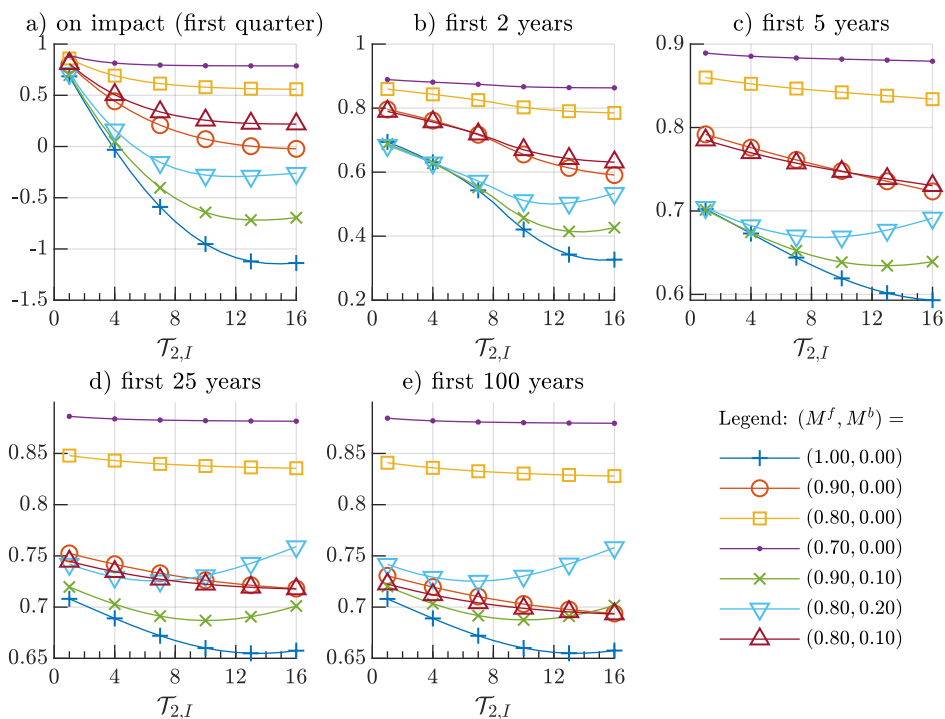 a) on impact (first quarter)
b) first 2 years
c) first 5 years
1
0.5
0
-0.5
-1
-1.5
0 4 8 12 16
𝒯2,I
1
0.8
0.6
0.4
0.2
0 4 8 12 16
𝒯2,I
0.9
0.8
0.7
0.6
0 4 8 12 16
𝒯2,I
d) first 25 years
e) first 100 years
0.85
0.8
0.75
0.7
0.65
0 4 8 12 16
𝒯2,I
0.85
0.8
0.75
0.7
0.65
0 4 8 12 16
𝒯2,I
Legend: (M^f, M^b) =
(1.00, 0.00)
(0.90, 0.00)
(0.80, 0.00)
(0.70, 0.00)
(0.90, 0.10)
(0.80, 0.20)
(0.80, 0.10)